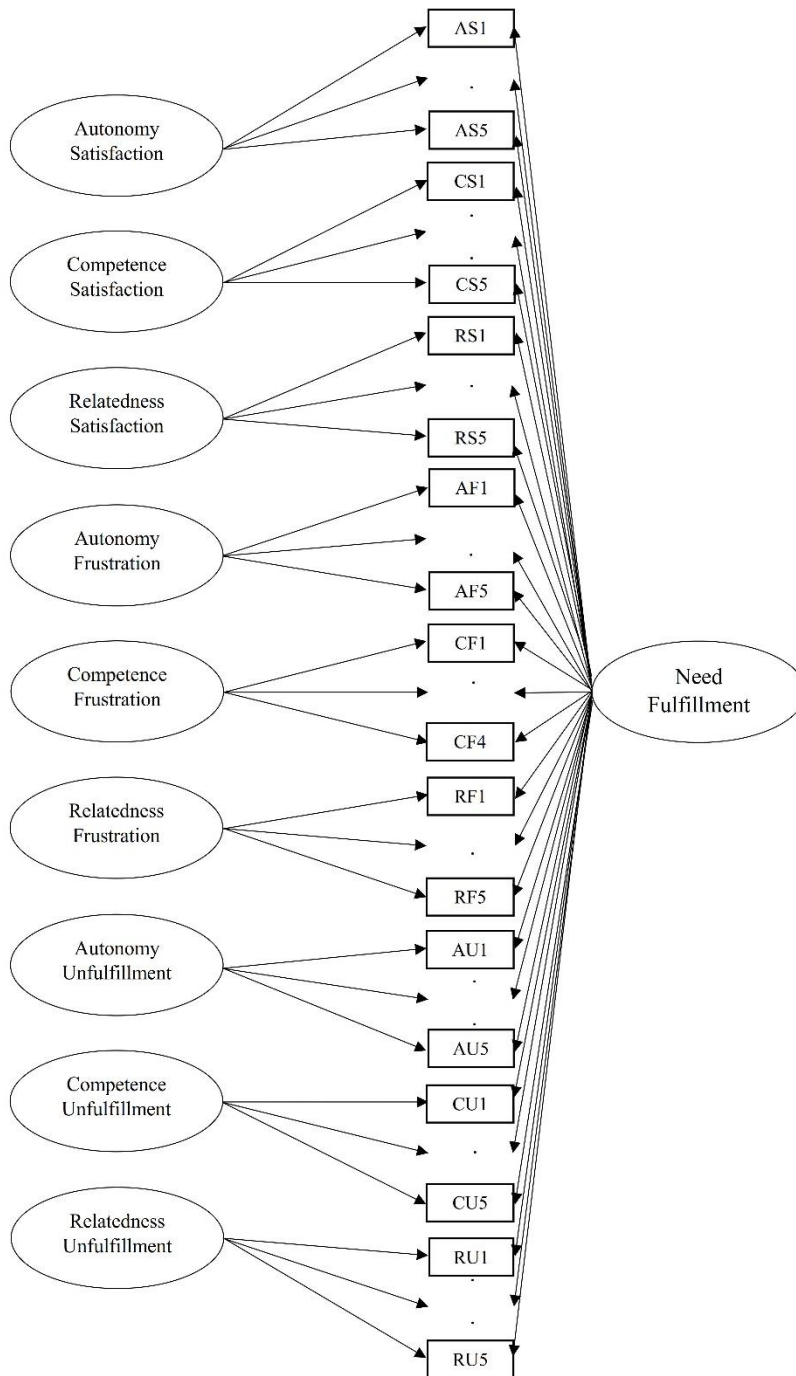 AS1
.
AS5
Autonomy
Satisfaction
CS1
.
.
CS5
Competence
Satisfaction
RS1
.
RS5
Relatedness
Satisfaction
AF1
.
AF5
Autonomy
Frustration
CF1
.
CF4
Competence
Frustration
Need
Fulfillment
RF1
.
RF5
Relatedness
Frustration
AU1
.
.
AU5
Autonomy
Unfulfillment
CU1
.
CU5
Competence
Unfulfillment
RU1
.
.
RU5
Relatedness
Unfulfillment